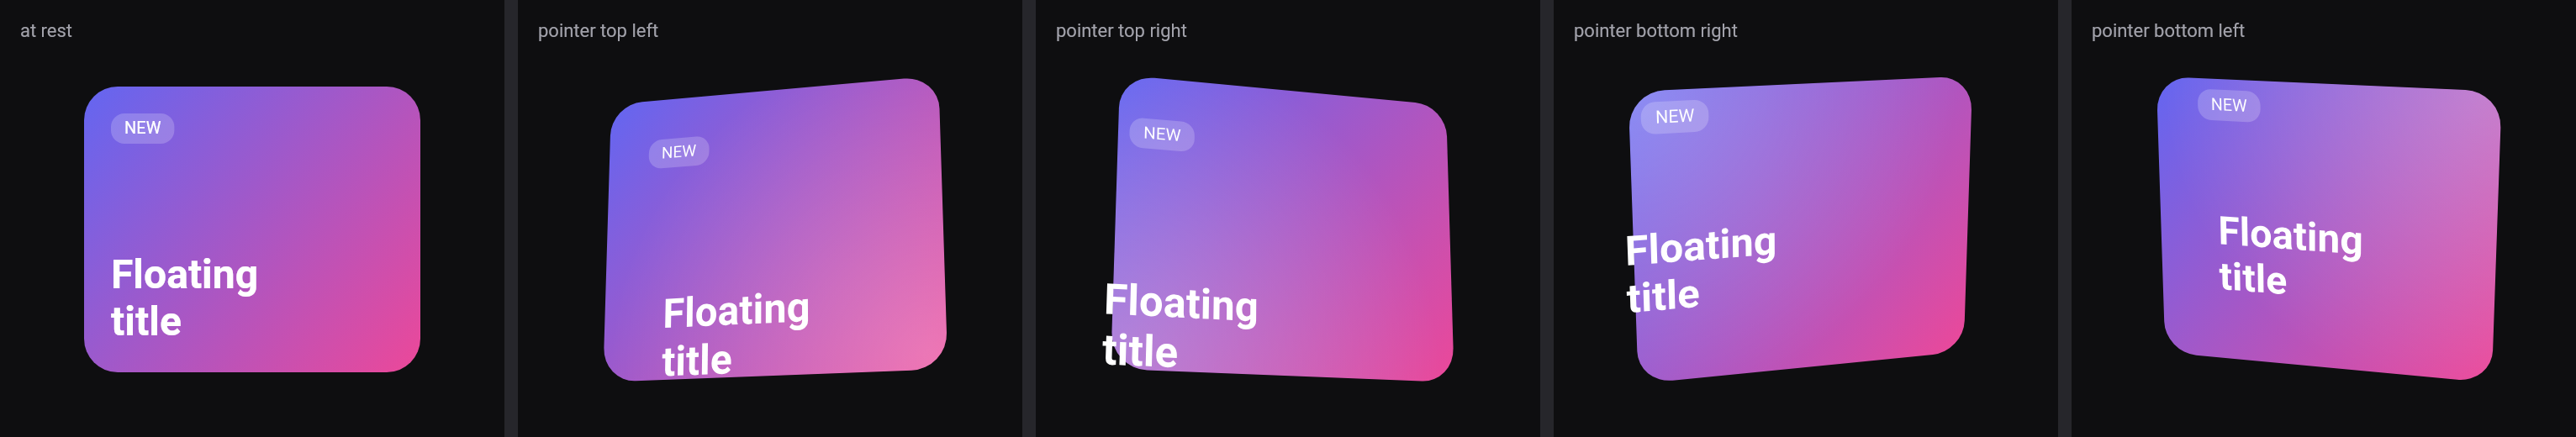 at rest
NEW
Floating
title
pointer top left
NEW
Floating
title
pointer top right
NEW
Floating
title
pointer bottom right
NEW
Floating
title
pointer bottom left
NEW
Floating
title